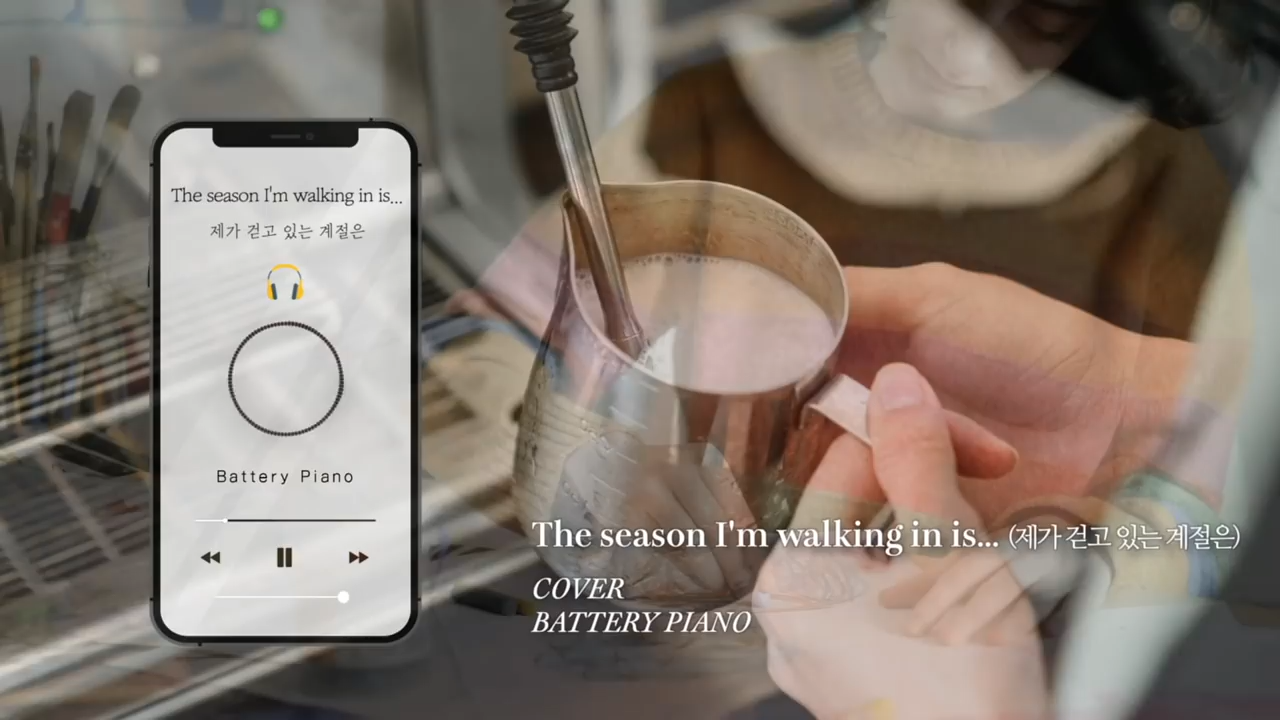 The season I'm walking in is...
제가 걷고 있는 계절은
Battery Piano
The season I'm walking in is... (제가 걷고 있는 계절은)
COVER
BATTERY PIANO